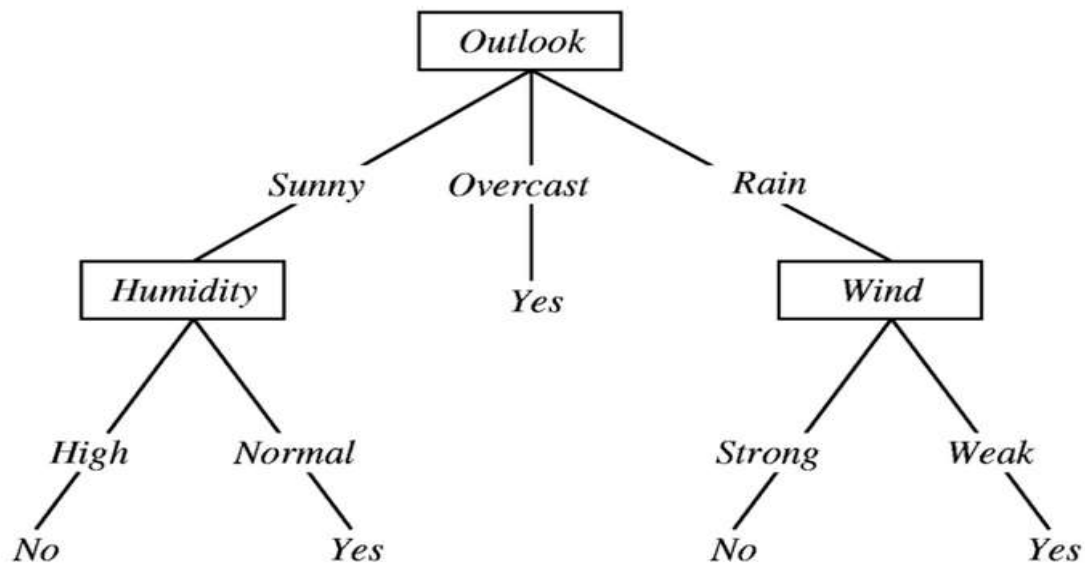 Outlook
Sunny Overcast Rain
Humidity Yes Wind
High Normal Strong Weak
No Yes No Yes